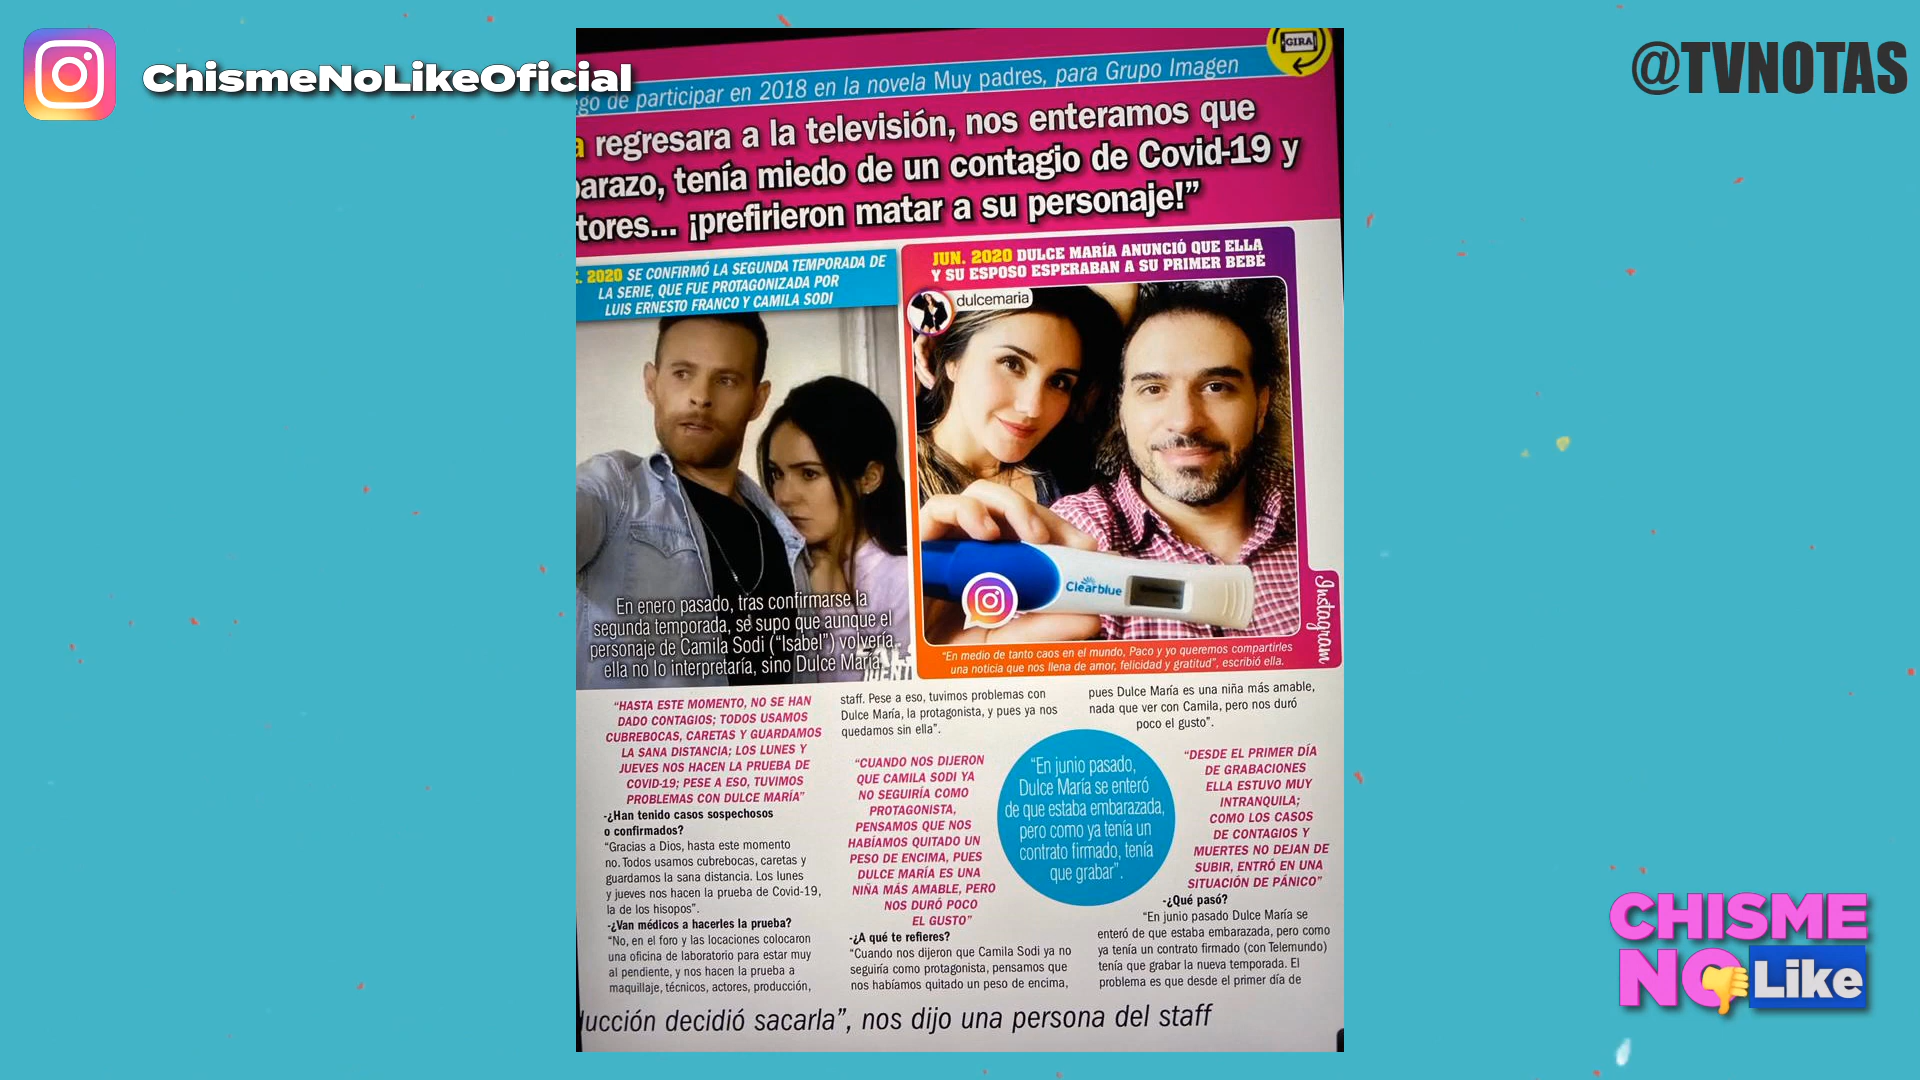 ChismeNoLikeOficial
@TVNOTAS
GIRA
de participar en 2018 en la novela Muy padres, para Grupo Imagen
regresara a la televisión, nos enteramos que
tenía miedo de un contagio de Covid-19 y
¡prefirieron matar a su personaje!”
2020 SE CONFIRMÓ LA SEGUNDA TEMPORADA DE
LA SERIE, QUE FUE PROTAGONIZADA POR
LUIS ERNESTO FRANCO Y CAMILA SODI
JUN. 2020 DULCE MARÍA ANUNCIÓ QUE ELLA
Y SU ESPOSO ESPERABAN A SU PRIMER BEBÉ
dulcemaria
Clearblue
Instagram
En enero pasado, tras confirmarse la
segunda temporada, se supo que aunque el
personaje de Camila Sodi (“Isabel”) volvería,
ella no lo interpretaría, sino Dulce María.
“En medio de tanto caos en el mundo, Paco y yo queremos compartirles
una noticia que nos llena de amor, felicidad y gratitud”, escribió ella.
“HASTA ESTE MOMENTO, NO SE HAN
DADO CONTAGIOS; TODOS USAMOS
CUBREBOCAS, CARETAS Y GUARDAMOS
LA SANA DISTANCIA; LOS LUNES Y
JUEVES NOS HACEN LA PRUEBA DE
COVID-19; PESE A ESO, TUVIMOS
PROBLEMAS CON DULCE MARÍA”
-¿Han tenido casos sospechosos
o confirmados?
“Gracias a Dios, hasta este momento
no. Todos usamos cubrebocas, caretas y
guardamos la sana distancia. Los lunes
y jueves nos hacen la prueba de Covid-19,
la de los hisopos”.
-¿Van médicos a hacerles la prueba?
“No, en el foro y las locaciones colocaron
una oficina de laboratorio para estar muy
al pendiente, y nos hacen la prueba a
maquillaje, técnicos, actores, producción,
staff. Pese a eso, tuvimos problemas con
Dulce María, la protagonista, y pues ya nos
quedamos sin ella”.
“CUANDO NOS DIJERON
QUE CAMILA SODI YA
NO SEGUIRÍA COMO
PROTAGONISTA,
PENSAMOS QUE NOS
HABÍAMOS QUITADO UN
PESO DE ENCIMA, PUES
DULCE MARÍA ES UNA
NIÑA MÁS AMABLE, PERO
NOS DURÓ POCO
EL GUSTO”
-¿A qué te refieres?
“Cuando nos dijeron que Camila Sodi ya no
seguiría como protagonista, pensamos que
nos habíamos quitado un peso de encima,
pues Dulce María es una niña más amable,
nada que ver con Camila, pero nos duró
poco el gusto”.
“En junio pasado,
Dulce María se enteró
de que estaba embarazada,
pero como ya tenía un
contrato firmado, tenía
que grabar”.
“DESDE EL PRIMER DÍA
DE GRABACIONES
ELLA ESTUVO MUY
INTRANQUILA;
COMO LOS CASOS
DE CONTAGIOS Y
MUERTES NO DEJAN DE
SUBIR, ENTRÓ EN UNA
SITUACIÓN DE PÁNICO”
-¿Qué pasó?
“En junio pasado Dulce María se
enteró de que estaba embarazada, pero como
ya tenía un contrato firmado (con Telemundo)
tenía que grabar la nueva temporada. El
problema es que desde el primer día de
decidió sacarla”, nos dijo una persona del staff
CHISME
NO Like